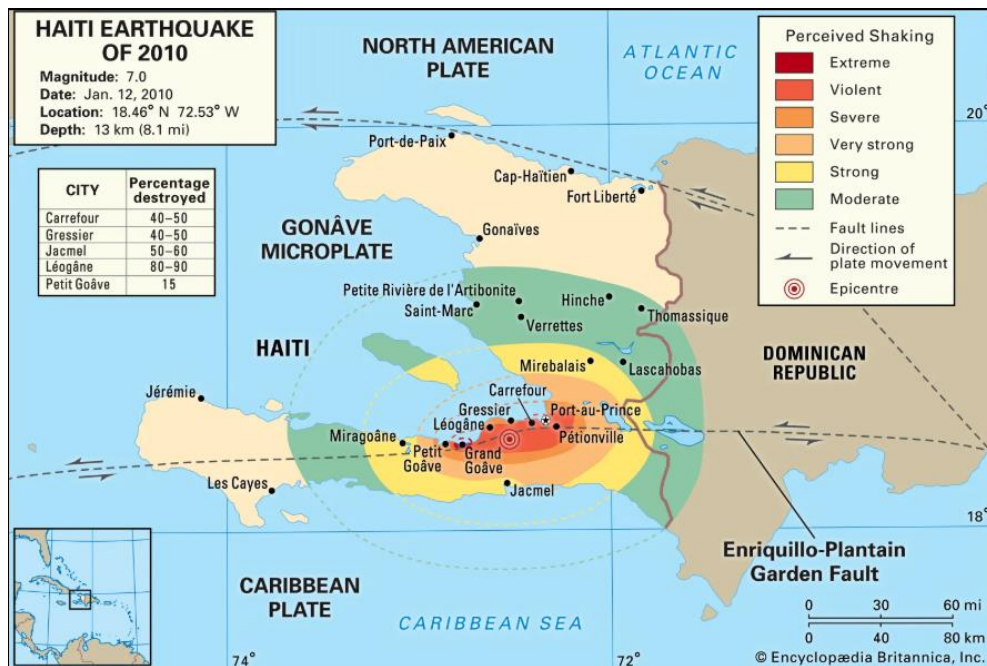 HAITI EARTHQUAKE
OF 2010
Magnitude: 7.0
Date: Jan. 12, 2010
Location: 18.46° N 72.53° W
Depth: 13 km (8.1 mi)
CITY Percentage
destroyed
Carrefour 40–50
Gressier 40–50
Jacmel 50–60
Léogâne 80–90
Petit Goâve 15
NORTH AMERICAN
PLATE
ATLANTIC
OCEAN
Perceived Shaking
Extreme
Violent
Severe
Very strong
Strong
Moderate
Fault lines
Direction of
plate movement
Epicentre
20°
Port-de-Paix
Cap-Haïtien
Fort Liberté
GONÂVE
MICROPLATE
Gonaïves
Petite Rivière de l'Artibonite
Saint-Marc
Verrettes
Hinche
Thomassique
HAITI
Mirebalais
Lascahobas
DOMINICAN
REPUBLIC
Jérémie
Carrefour
Gressier
Port-au-Prince
Léogâne
Pétionville
Miragoâne
Petit
Goâve
Grand
Goâve
Les Cayes
Jacmel
18°
Enriquillo-Plantain
Garden Fault
CARIBBEAN
PLATE
CARIBBEAN SEA
0 30 60 mi
0 40 80 km
74°
72°
© Encyclopædia Britannica, Inc.